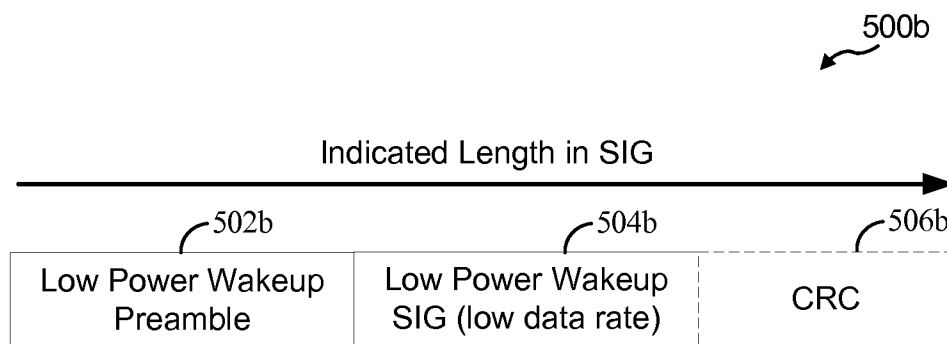 500b
Indicated Length in SIG
502b
504b
506b
Low Power Wakeup
Preamble
Low Power Wakeup
SIG (low data rate)
CRC